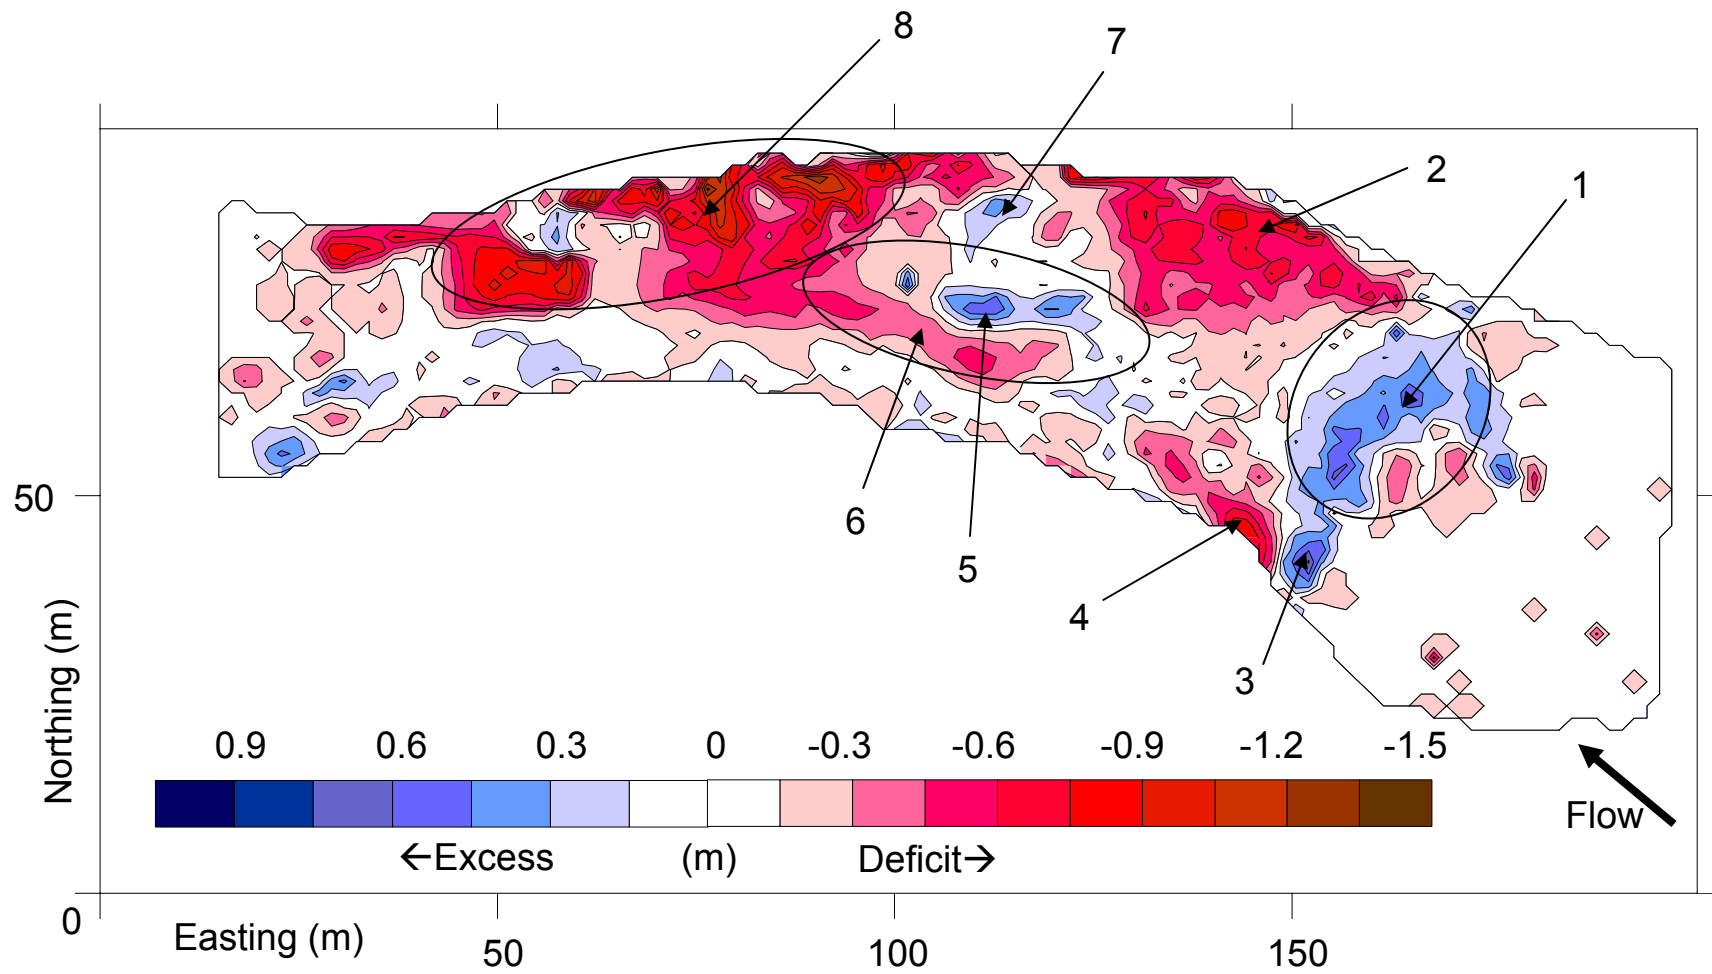 8
7
2
1
50
6
5
4
3
Northing (m)
0.9 0.6 0.3 0 -0.3 -0.6 -0.9 -1.2 -1.5
Flow
←Excess (m) Deficit→
0
Easting (m)
50 100 150